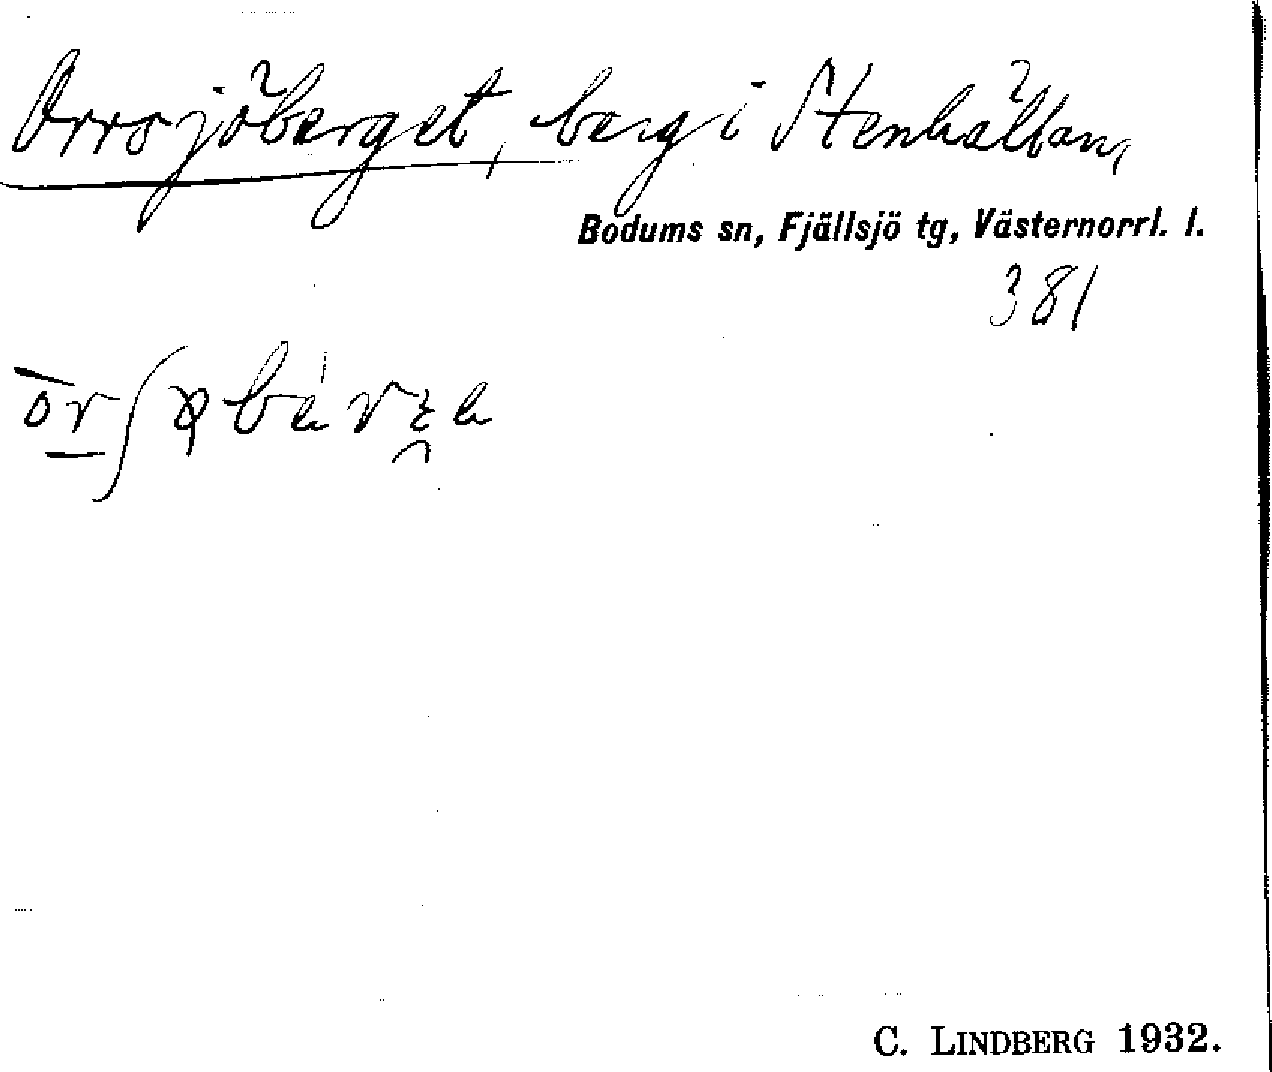 Orrsjöberget, berg i Stenhällan,
Bodums sn, Fjällsjö tg, Västernorrl. l.
381
C. LINDBERG 1932.